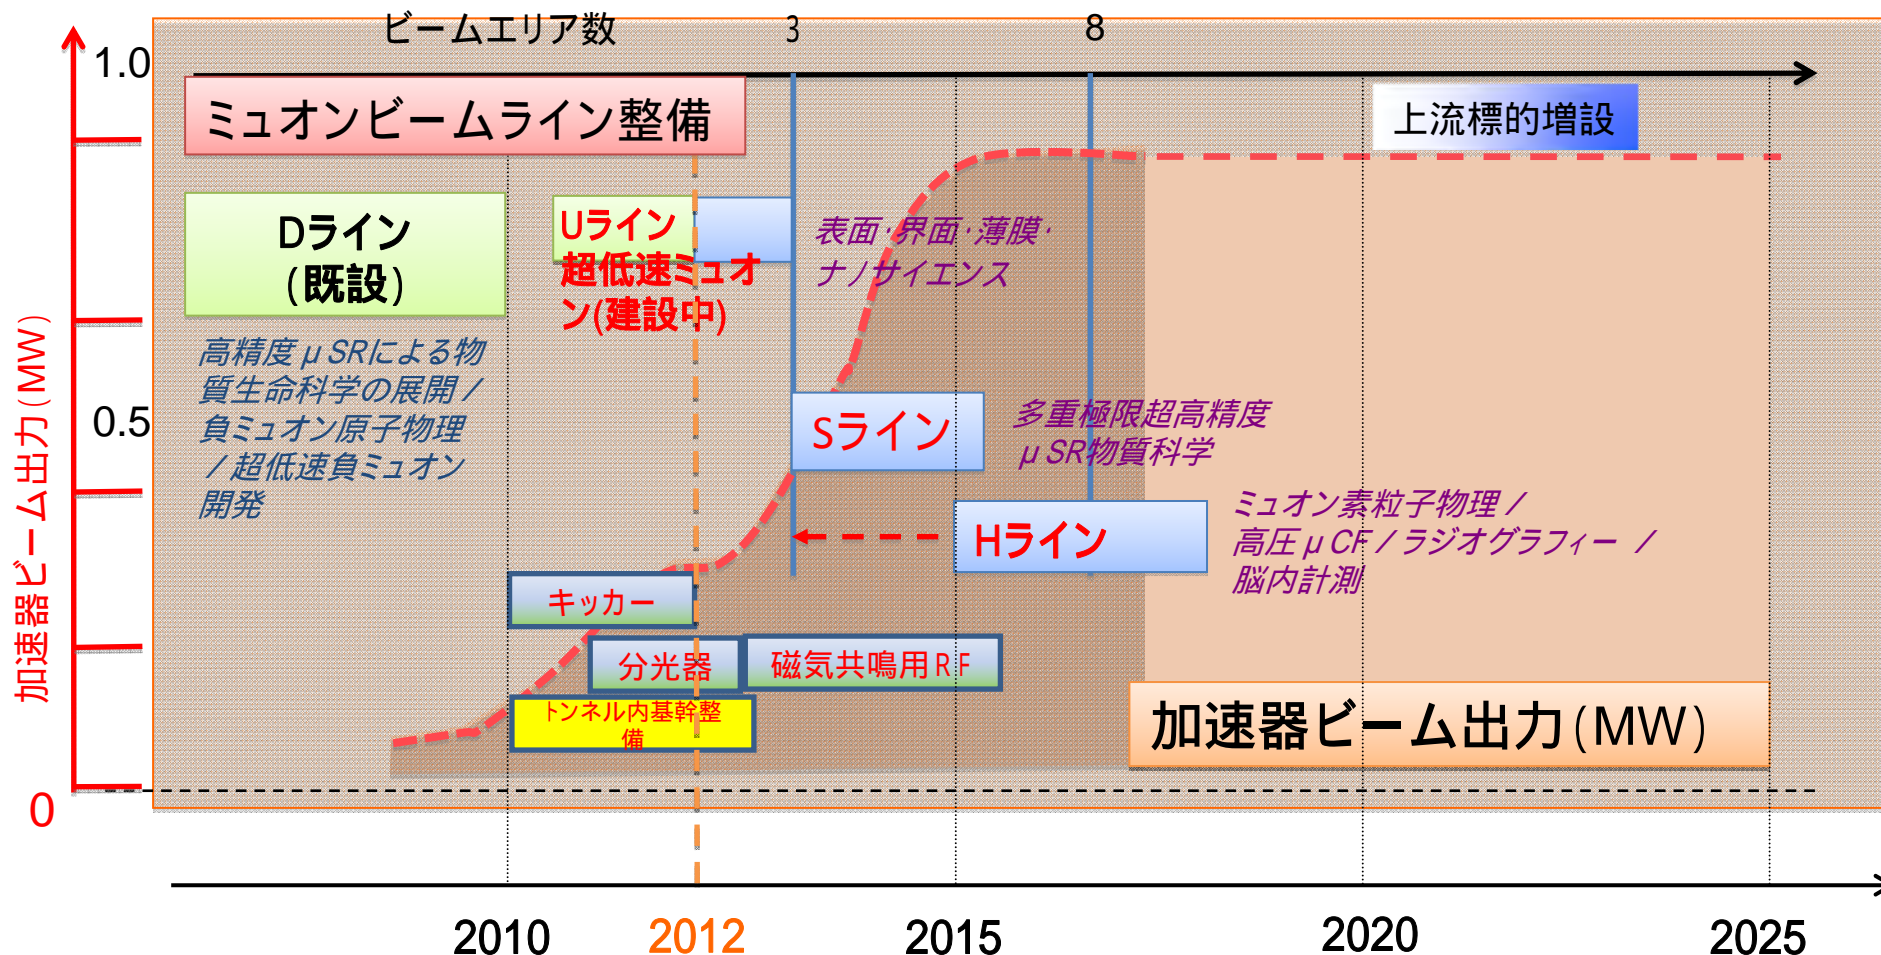 ビームエリア数
3
8
1.0
ミュオンビームライン整備
上流標的増設
Dライン
(既設)
Uライン
超低速ミュオ
ン(建設中)
表面・界面・薄膜・
ナノサイエンス
高精度μSRによる物
質生命科学の展開/
負ミュオン原子物理
/超低速負ミュオン
開発
0.5
Sライン
多重極限超高精度
μSR物質科学
Hライン
ミュオン素粒子物理/
高圧μCF/ラジオグラフィー /
脳内計測
キッカー
分光器
磁気共鳴用RF
トンネル内基幹整
備
加速器ビーム出力(MW)
加速器ビーム出力(MW)
0
2010
2012
2015
2020
2025